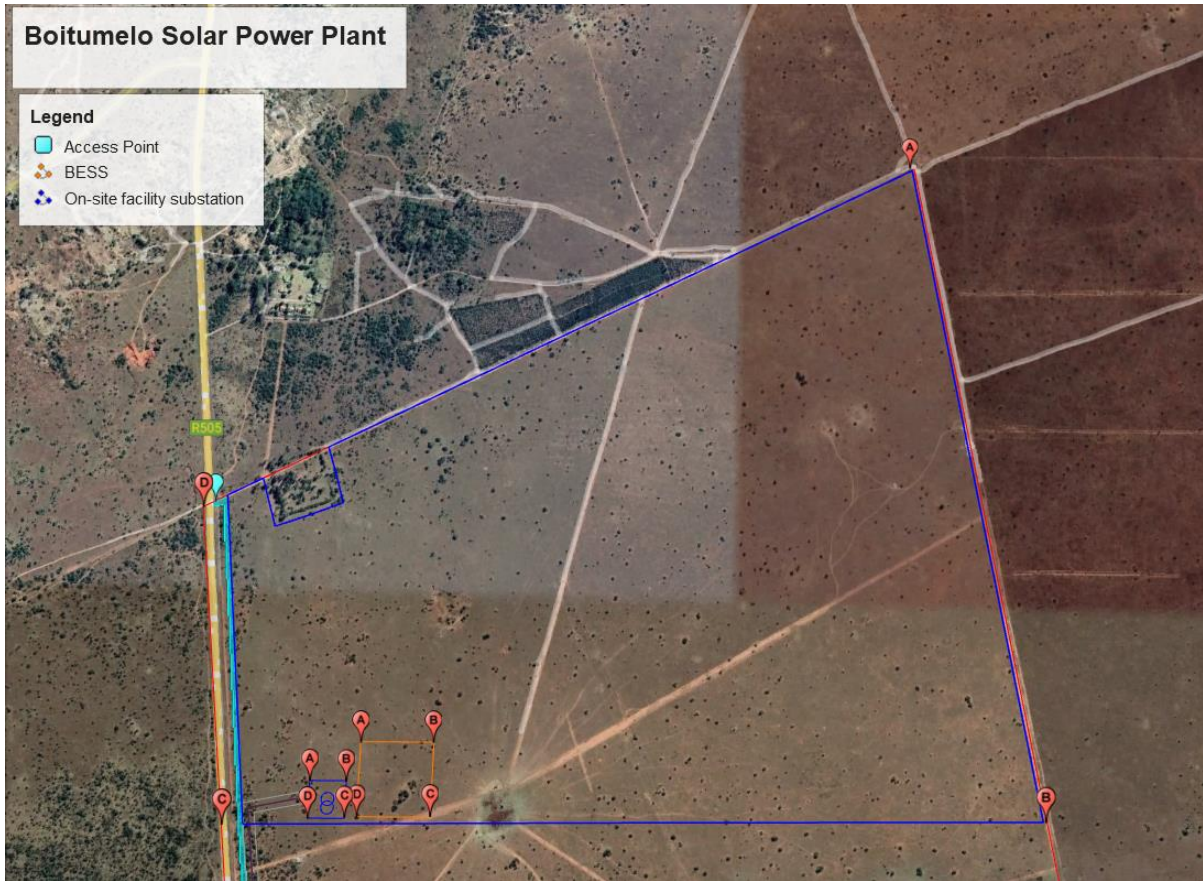 Boitumelo Solar Power Plant
Legend
Access Point
BESS
On-site facility substation
A
R505
D
A
B
A
B
D
C
D
C
C
B